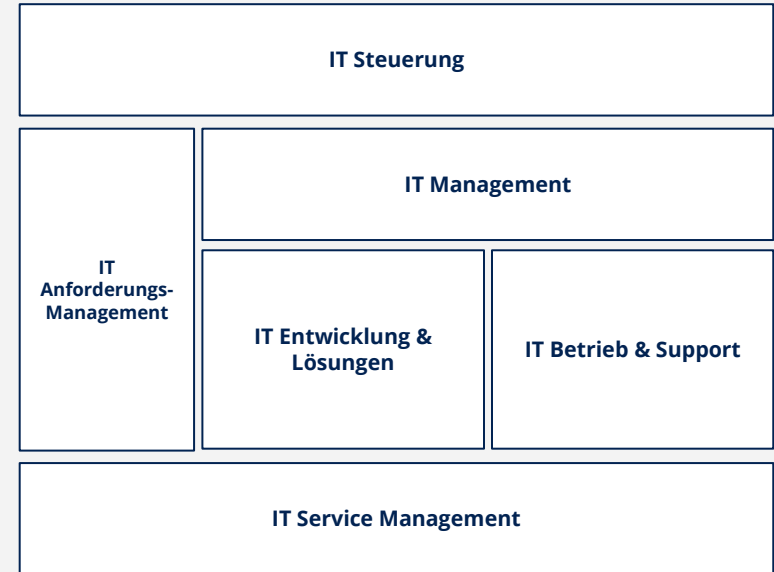 IT Steuerung
IT Management
IT
Anforderungs-
Management
IT Entwicklung &
Lösungen
IT Betrieb & Support
IT Service Management